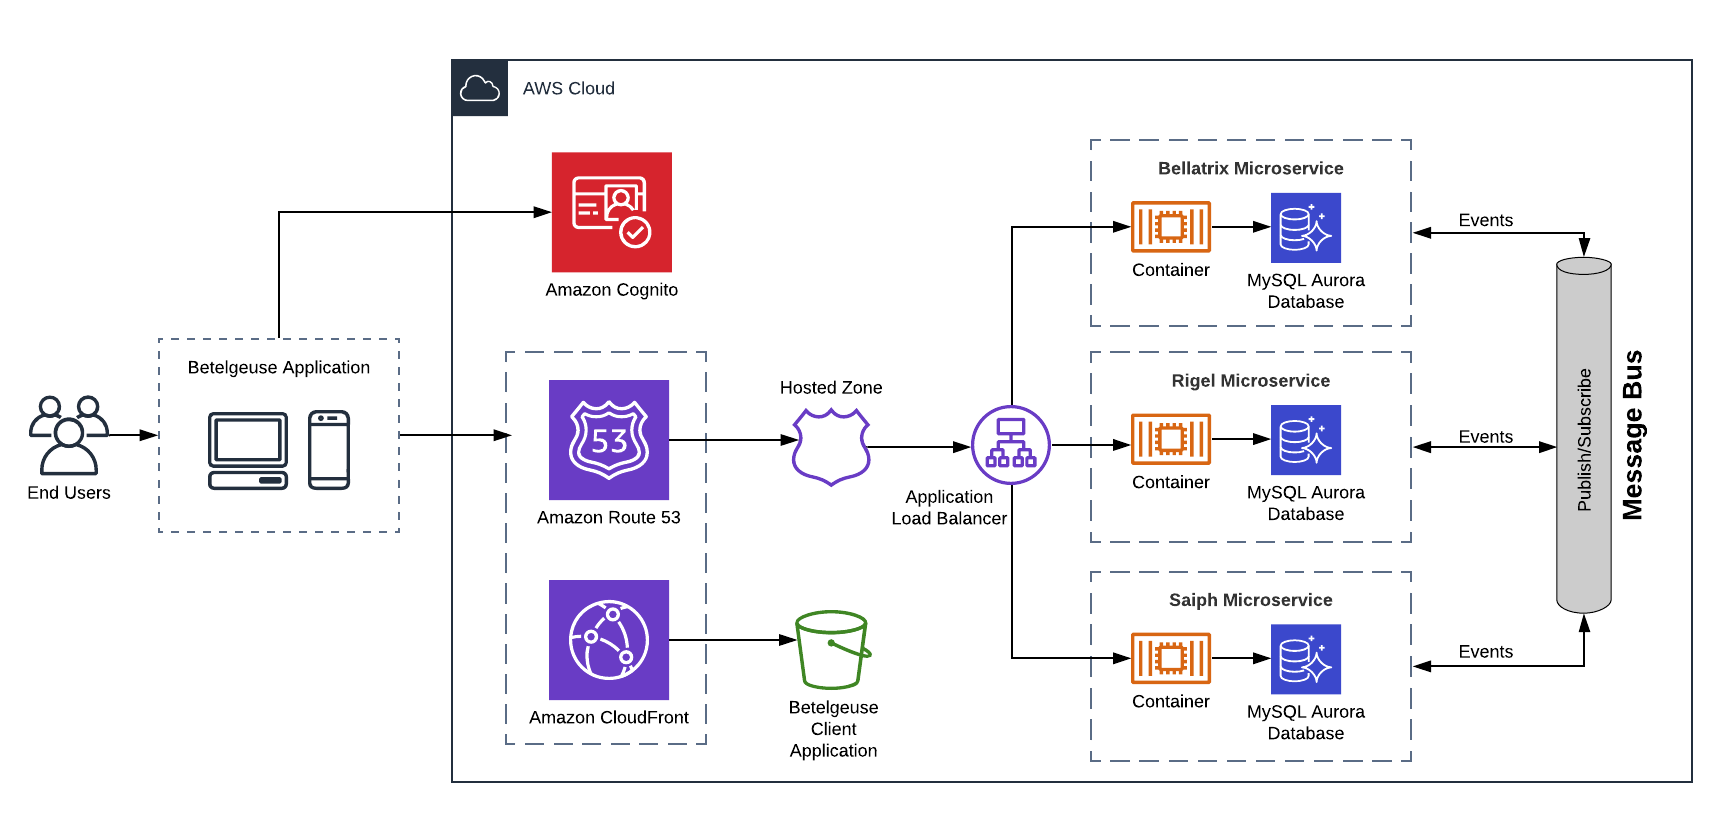 AWS Cloud
Amazon Cognito
Betelgeuse Application
End Users
53
Amazon Route 53
Hosted Zone
Application
Load Balancer
Amazon CloudFront
Betelgeuse
Client
Application
Bellatrix Microservice
Container
MySQL Aurora
Database
Rigel Microservice
Container
MySQL Aurora
Database
Saiph Microservice
Container
MySQL Aurora
Database
Events
Events
Events
Publish/Subscribe
Message Bus